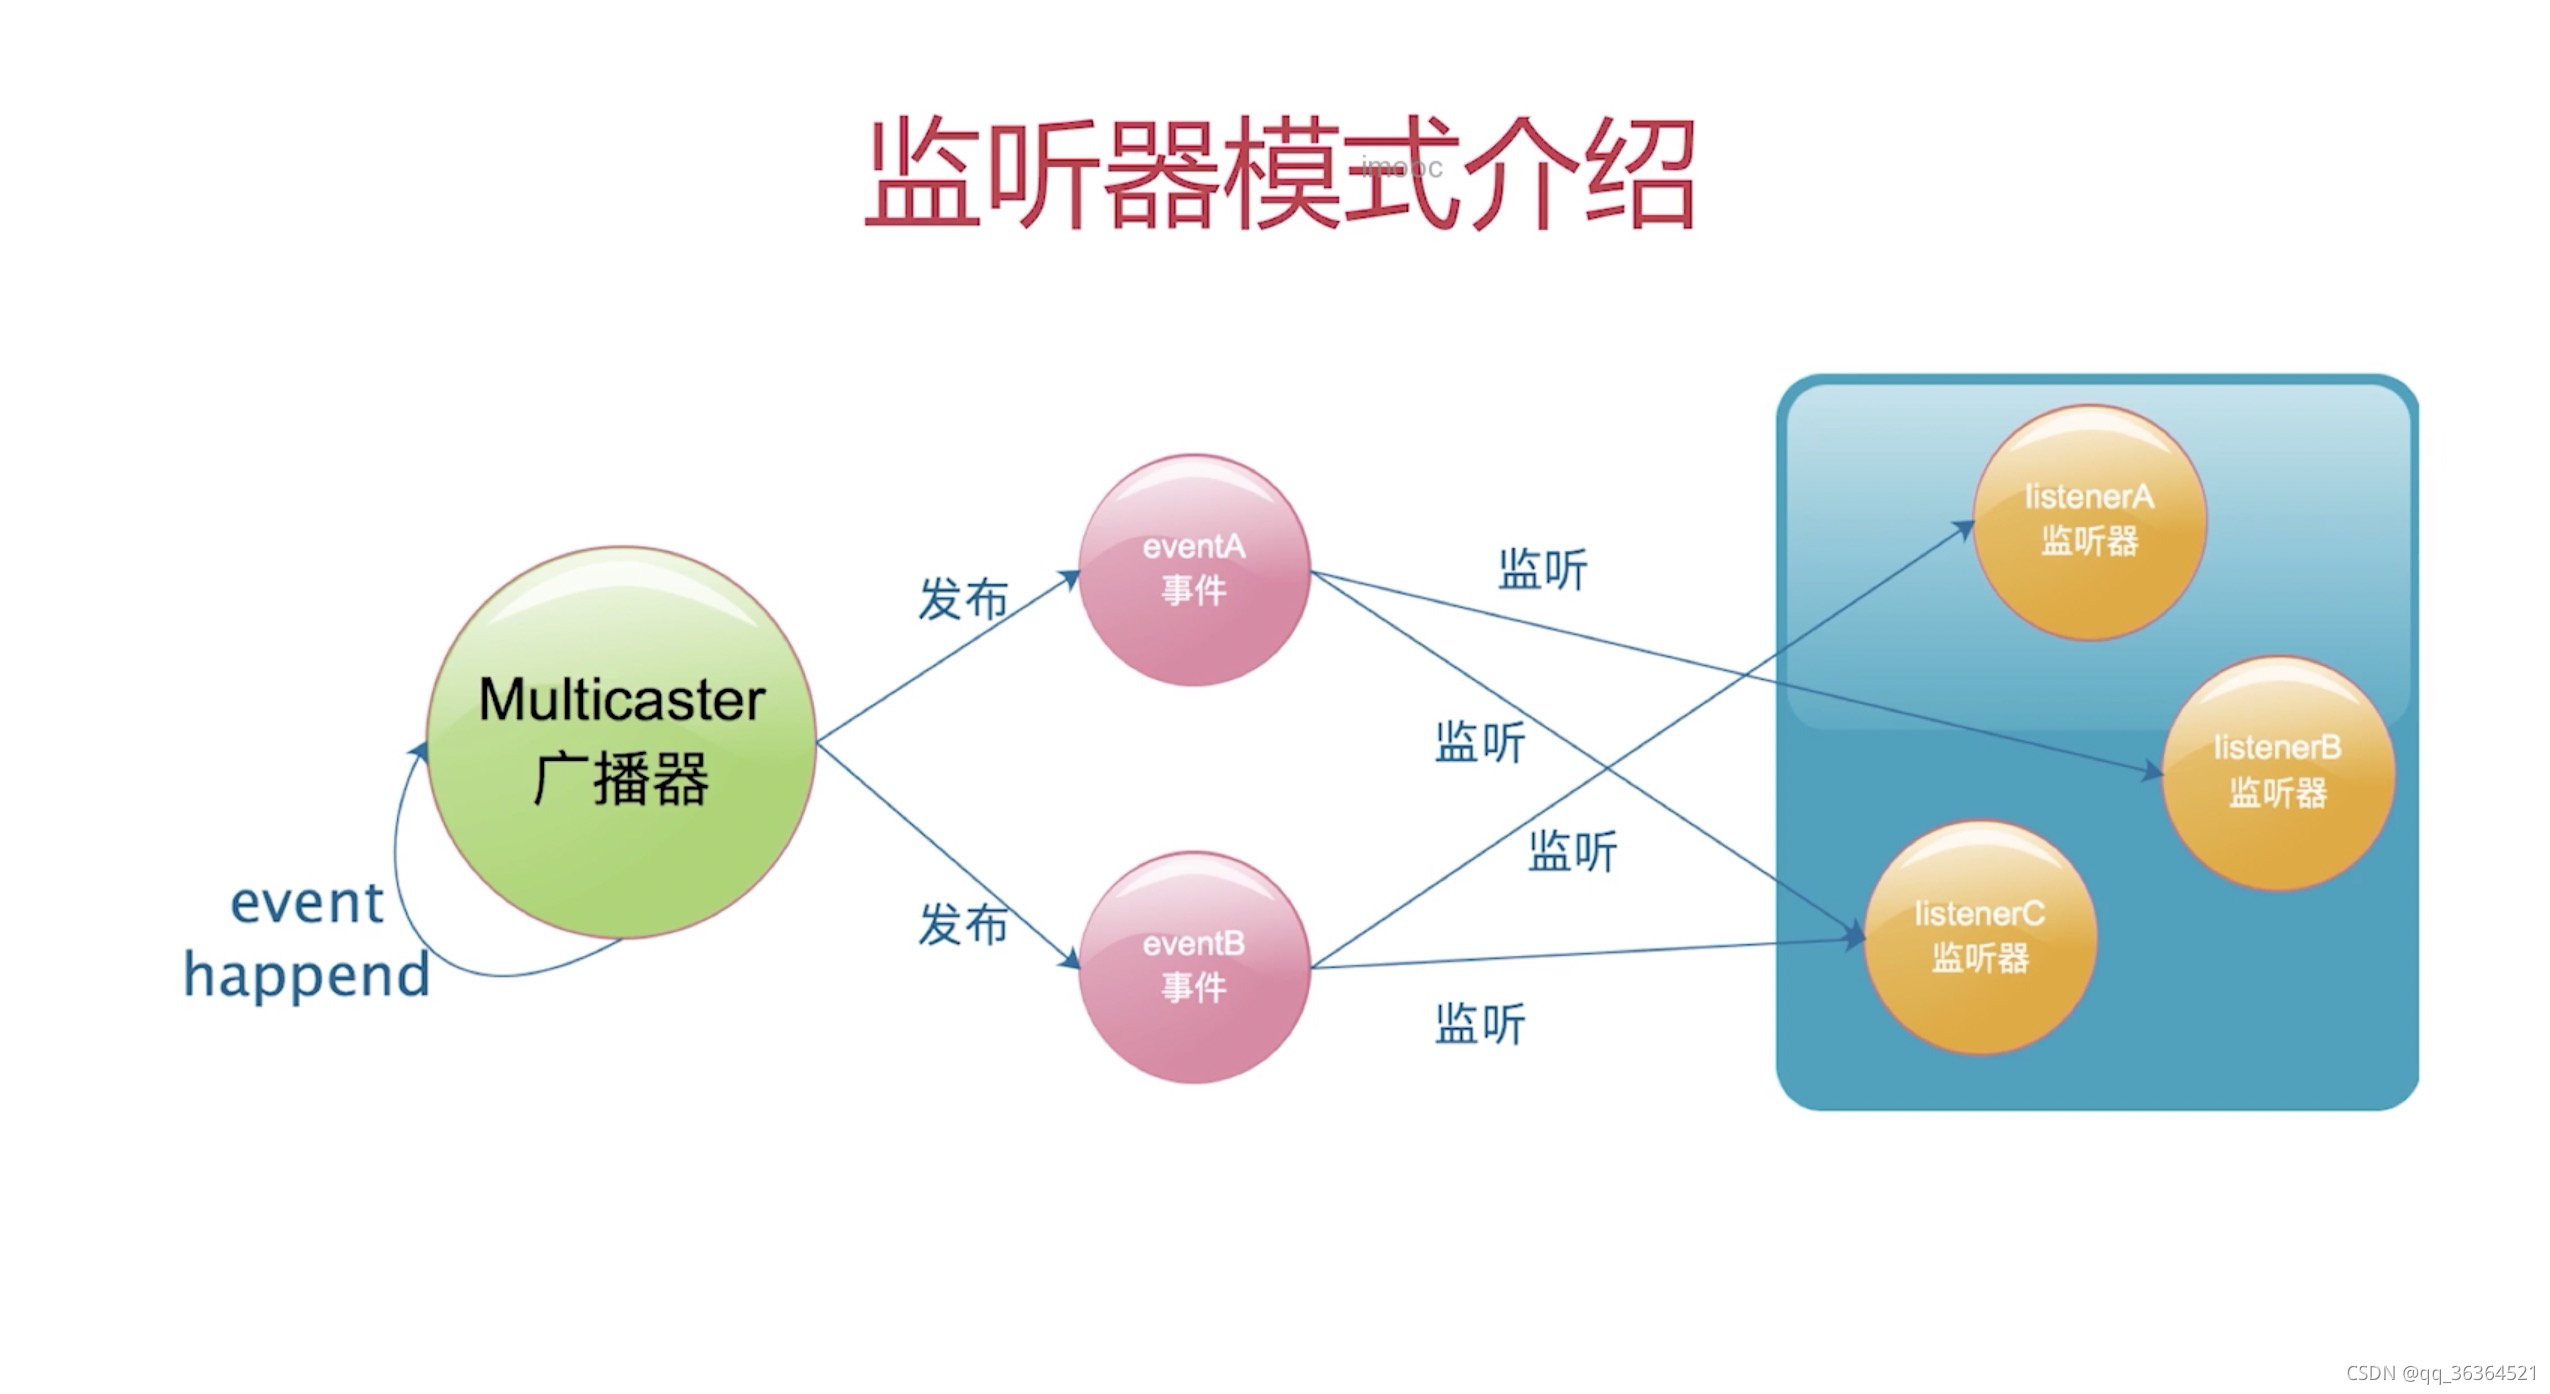 监听器模式介绍
imooc
Multicaster
广播器
event
happend
发布
发布
eventA
事件
eventB
事件
监听
监听
监听
监听
listenerA
监听器
listenerB
监听器
listenerC
监听器
CSDN @qq_36364521